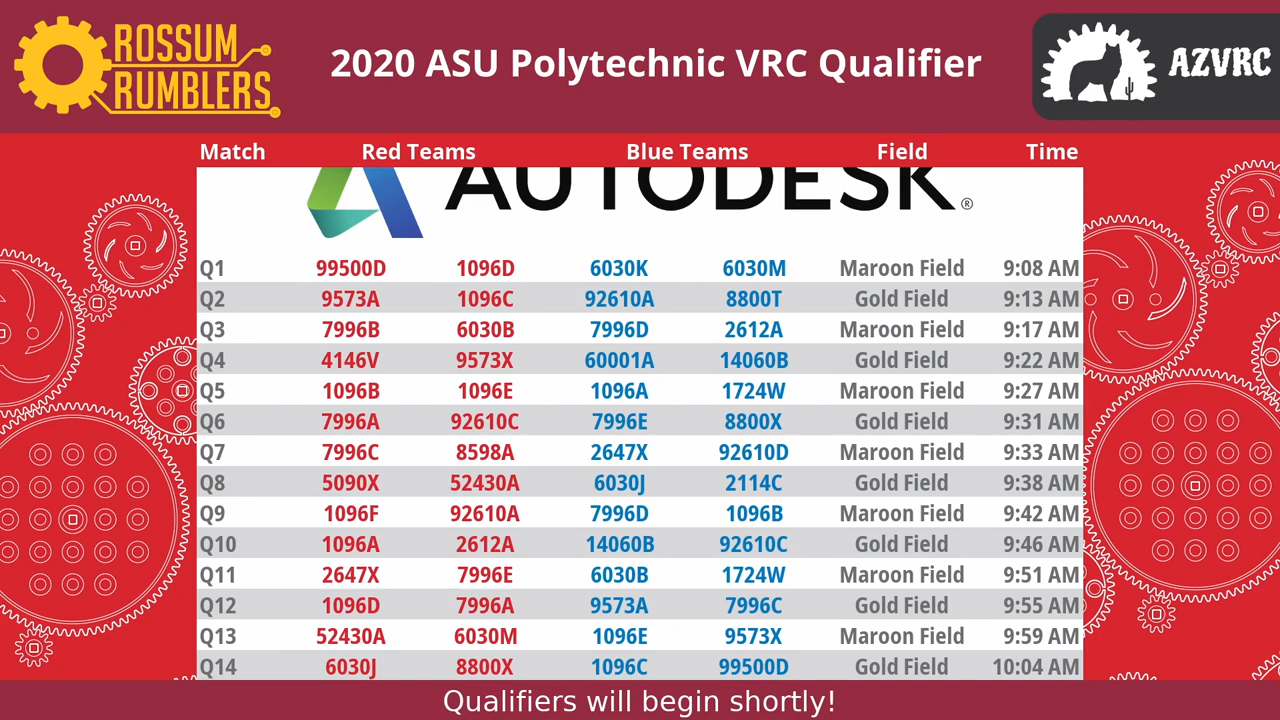 ROSSUM
RUMBLERS
2020 ASU Polytechnic VRC Qualifier
AZVRC
Match Red Teams Blue Teams Field Time
AUTODESK®
Q1 99500D 1096D 6030K 6030M Maroon Field 9:08 AM
Q2 9573A 1096C 92610A 8800T Gold Field 9:13 AM
Q3 7996B 6030B 7996D 2612A Maroon Field 9:17 AM
Q4 4146V 9573X 60001A 14060B Gold Field 9:22 AM
Q5 1096B 1096E 1096A 1724W Maroon Field 9:27 AM
Q6 7996A 92610C 7996E 8800X Gold Field 9:31 AM
Q7 7996C 8598A 2647X 92610D Maroon Field 9:33 AM
Q8 5090X 52430A 6030J 2114C Gold Field 9:38 AM
Q9 1096F 92610A 7996D 1096B Maroon Field 9:42 AM
Q10 1096A 2612A 14060B 92610C Gold Field 9:46 AM
Q11 2647X 7996E 6030B 1724W Maroon Field 9:51 AM
Q12 1096D 7996A 9573A 7996C Gold Field 9:55 AM
Q13 52430A 6030M 1096E 9573X Maroon Field 9:59 AM
Q14 6030J 8800X 1096C 99500D Gold Field 10:04 AM
Qualifiers will begin shortly!